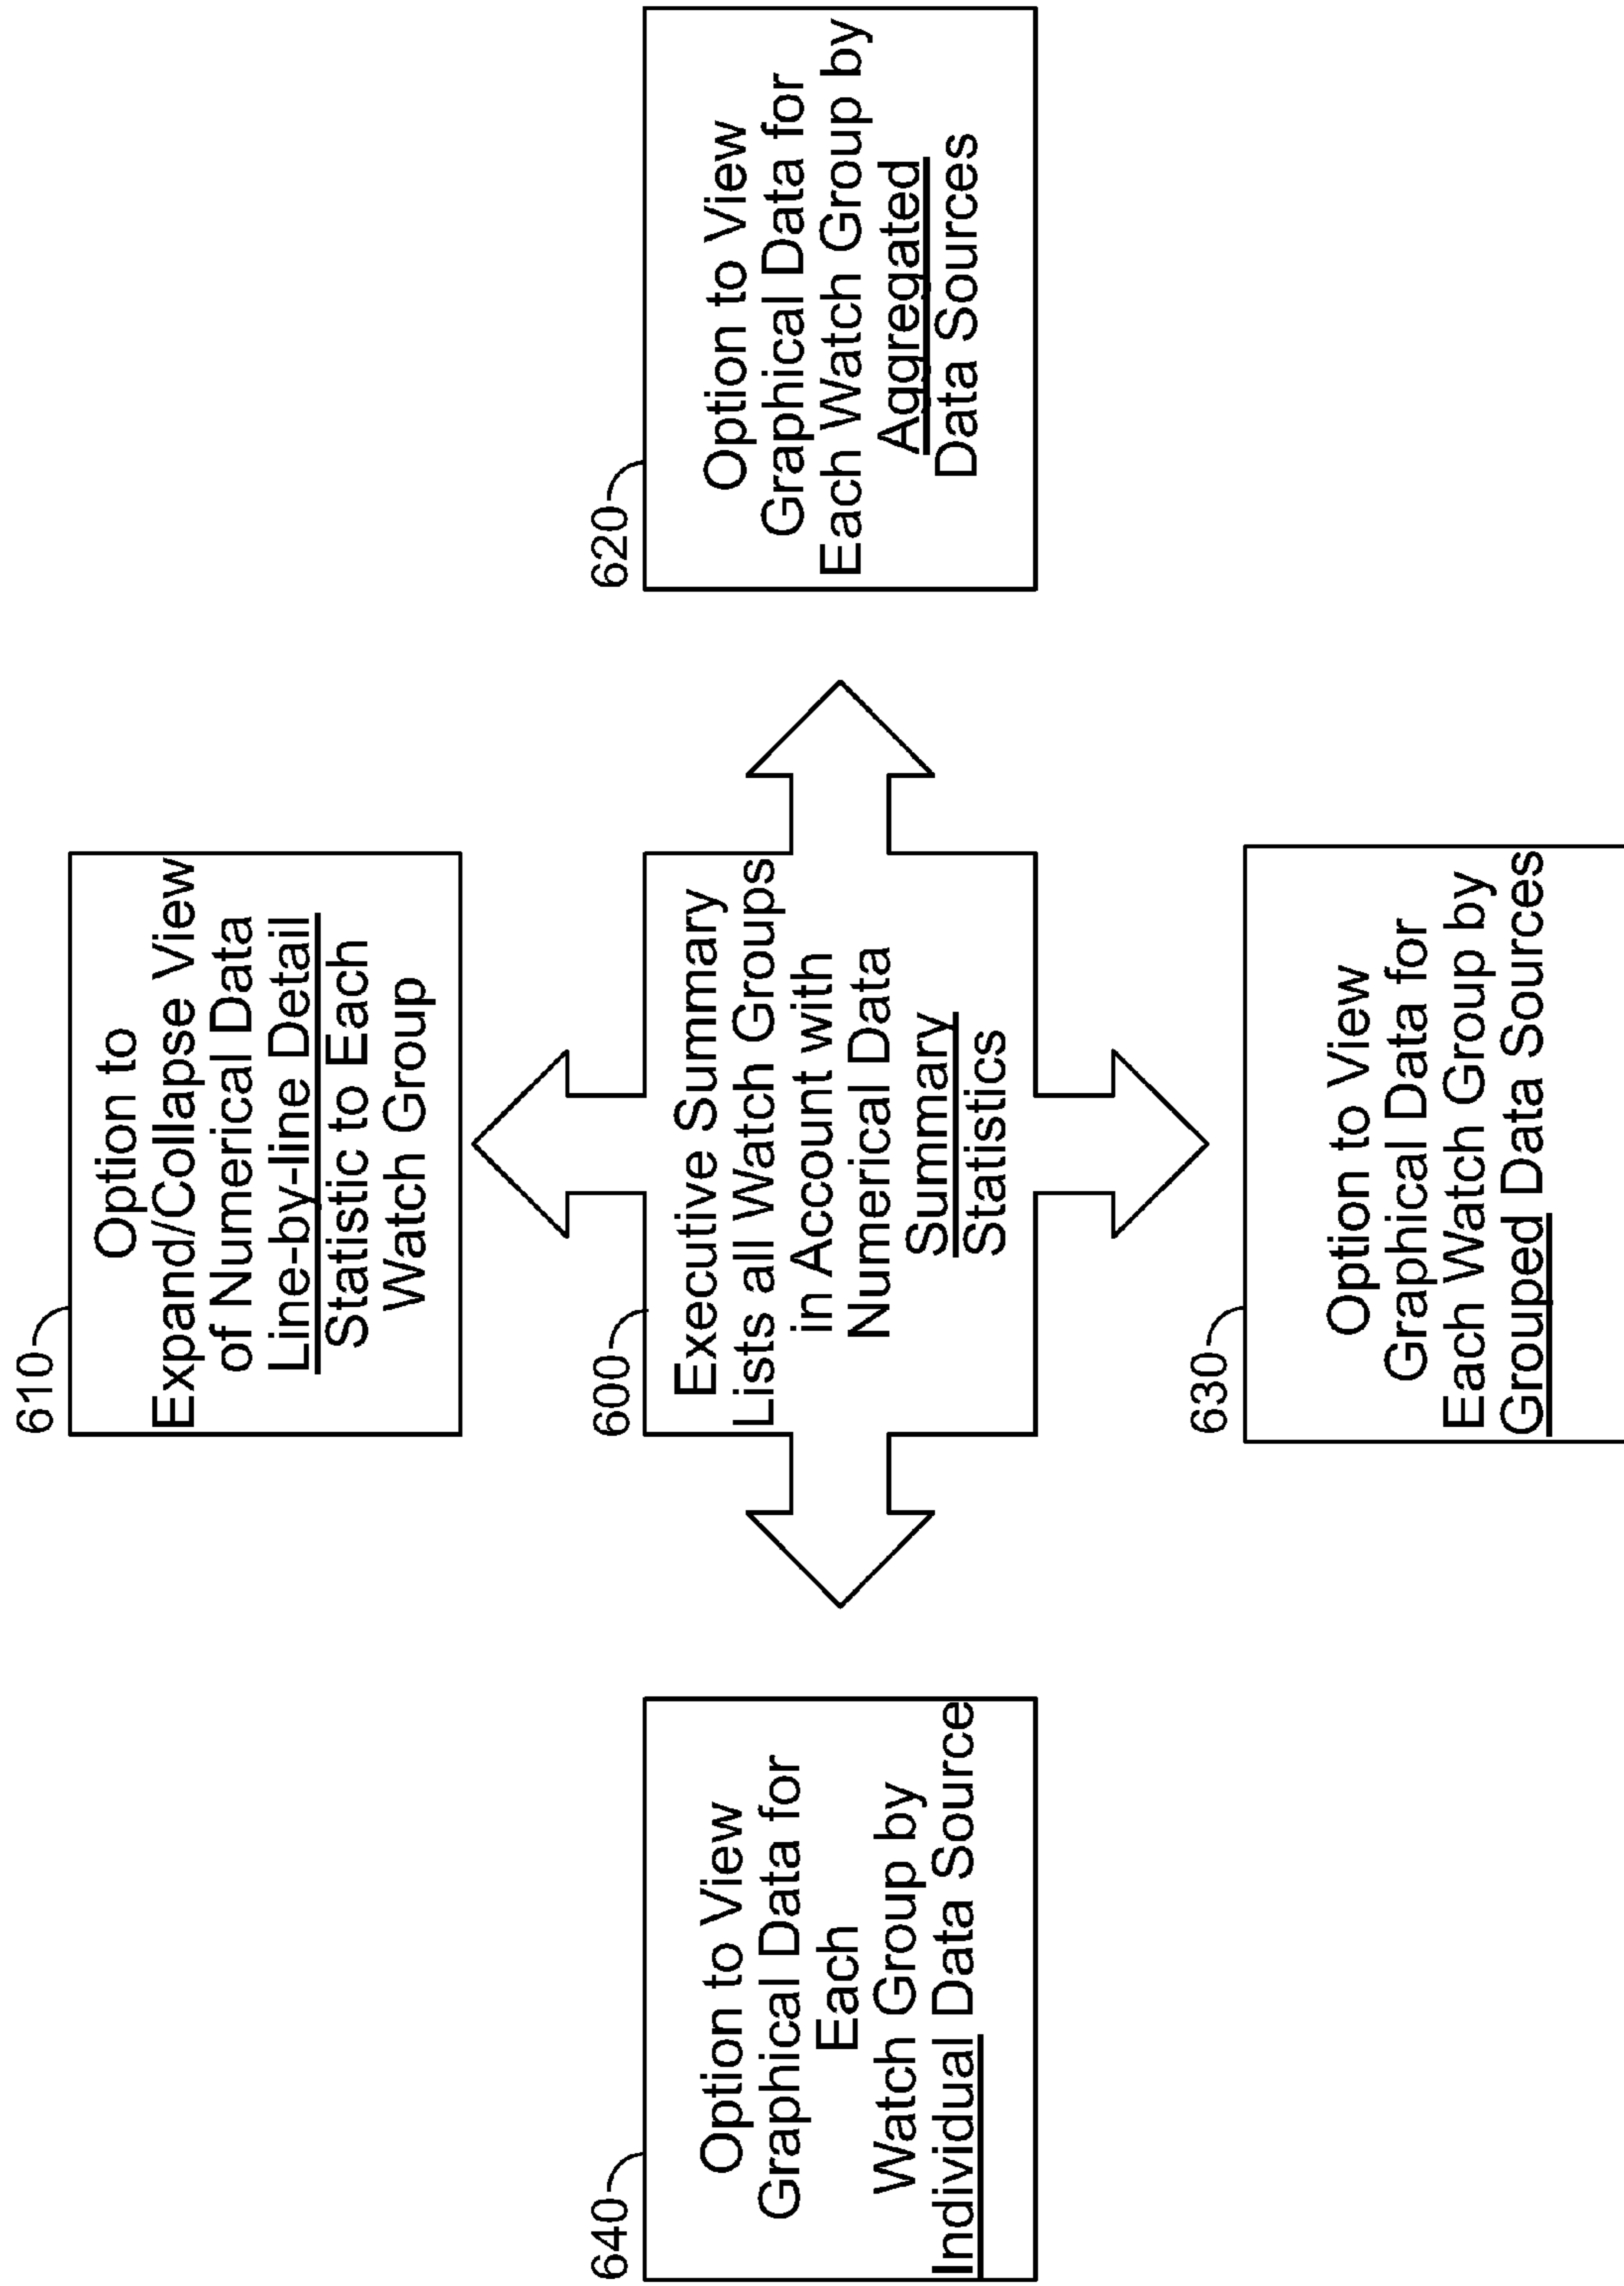 610
Option to
Expand/Collapse View
of Numerical Data
Line-by-line Detail
Statistic to Each
Watch Group
640
Option to View
Graphical Data for
Each
Watch Group by
Individual Data Source
600
Executive Summary
Lists all Watch Groups
in Account with
Numerical Data
Summary
Statistics
620
Option to View
Graphical Data for
Each Watch Group by
Aggregated
Data Sources
630
Option to View
Graphical Data for
Each Watch Group by
Grouped Data Sources